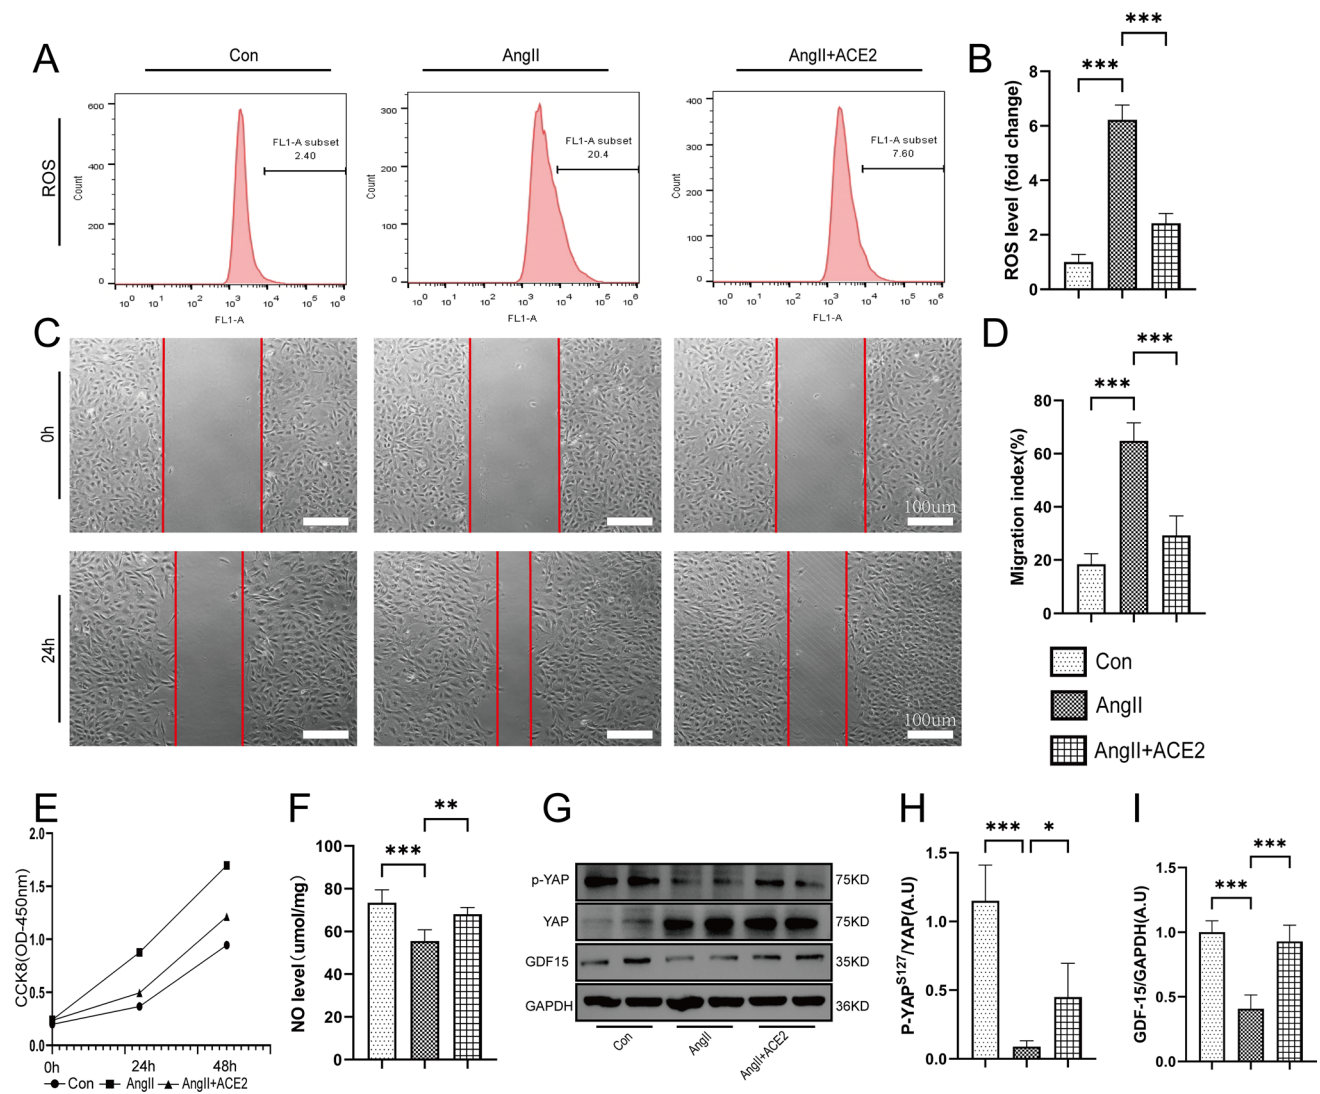 A
Con
AngII
AngII+ACE2
ROS
600
400
200
0
Count
FL1-A subset
2.40
10^0 10^1 10^2 10^3 10^4 10^5 10^6
FL1-A
300
200
100
0
Count
FL1-A subset
20.4
10^0 10^1 10^2 10^3 10^4 10^5 10^6
FL1-A
400
300
200
100
0
Count
FL1-A subset
7.60
10^0 10^1 10^2 10^3 10^4 10^5 10^6
FL1-A
B
***
***
8
6
4
2
0
ROS level (fold change)
C
0h
100um
24h
100um
D
***
***
80
60
40
20
0
Migration index(%)
Con
AngII
AngII+ACE2
E
2.0
1.5
1.0
0.5
0.0
CCK8(OD-450nm)
0h 24h 48h
Con AngII AngII+ACE2
F
**
***
100
80
60
40
20
0
NO level (umol/mg)
G
p-YAP 75KD
YAP 75KD
GDF15 35KD
GAPDH 36KD
Con AngII AngII+ACE2
H
*** *
1.5
1.0
0.5
0.0
P-YAP^S127/YAP(A.U)
I
***
***
1.5
1.0
0.5
0.0
GDF-15/GAPDH(A.U)